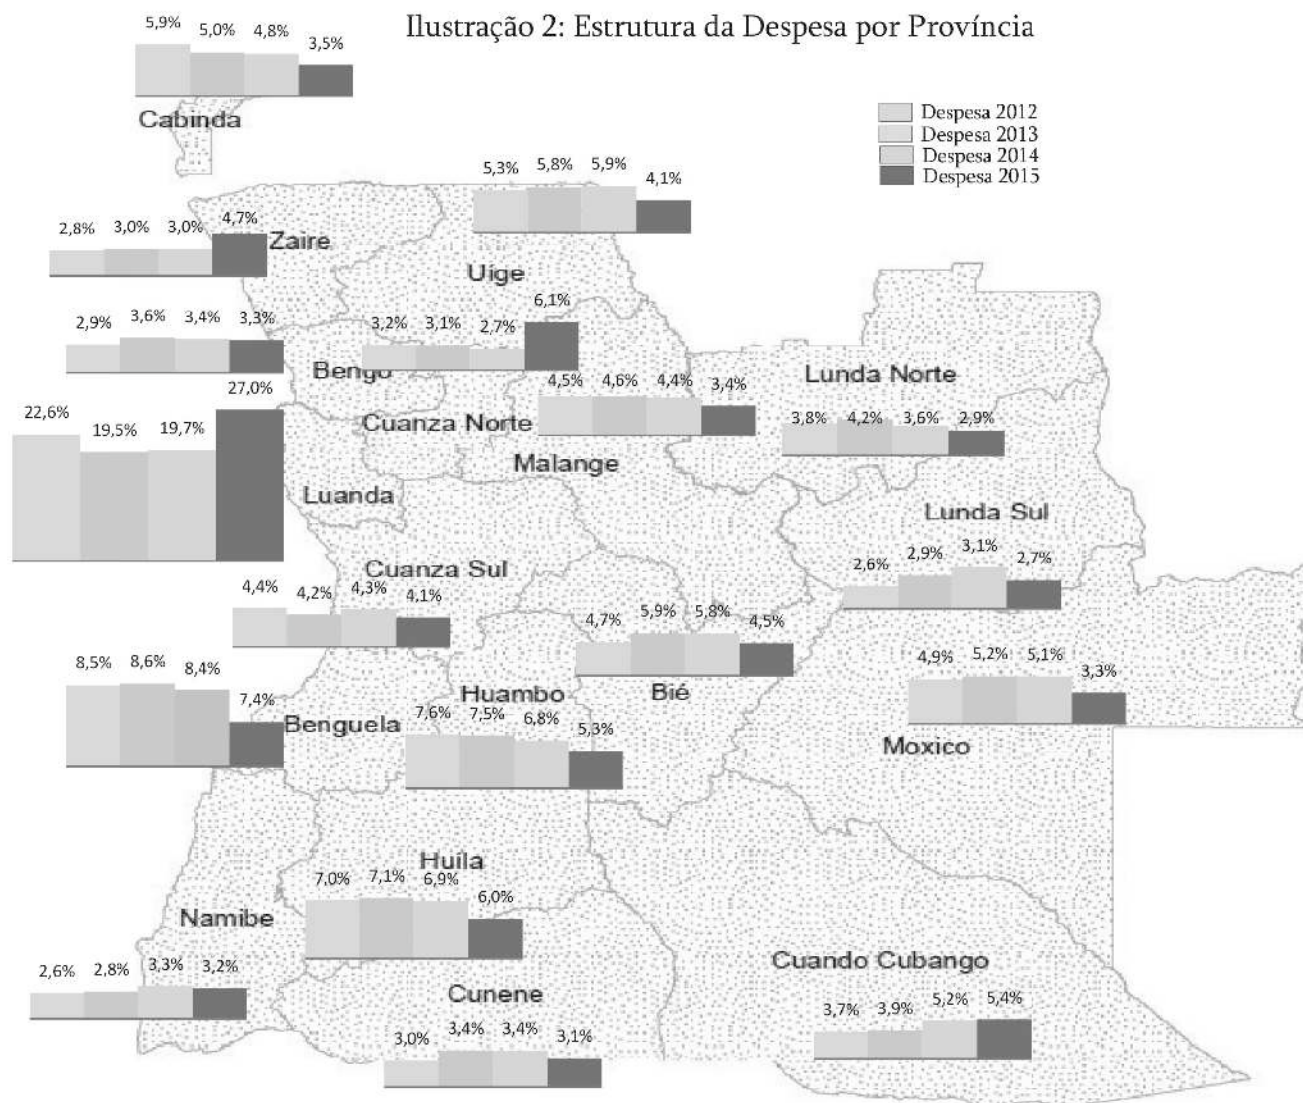 Ilustração 2: Estrutura da Despesa por Província
5,9% 5,0% 4,8% 3,5%
Cabinda
Despesa 2012
Despesa 2013
Despesa 2014
Despesa 2015
5,3% 5,8% 5,9% 4,1%
2,8% 3,0% 3,0% 4,7%
Zaire
Uíge
2,9% 3,6% 3,4% 3,3%
3,2% 3,1% 2,7% 6,1%
Bengo
Lunda Norte
22,6% 19,5% 19,7% 27,0%
4,5% 4,6% 4,4% 3,4%
3,8% 4,2% 3,6% 2,9%
Cuanza Norte
Malange
Luanda
Lunda Sul
2,6% 2,9% 3,1% 2,7%
Cuanza Sul
4,4% 4,2% 4,3% 4,1%
4,7% 5,9% 5,8% 4,5%
8,5% 8,6% 8,4% 7,4%
4,9% 5,2% 5,1% 3,3%
Huambo
Bié
Benguela
7,6% 7,5% 6,8% 5,3%
Moxico
Huíla
7,0% 7,1% 6,9% 6,0%
Namibe
2,6% 2,8% 3,3% 3,2%
Cuando Cubango
3,7% 3,9% 5,2% 5,4%
Cunene
3,0% 3,4% 3,4% 3,1%